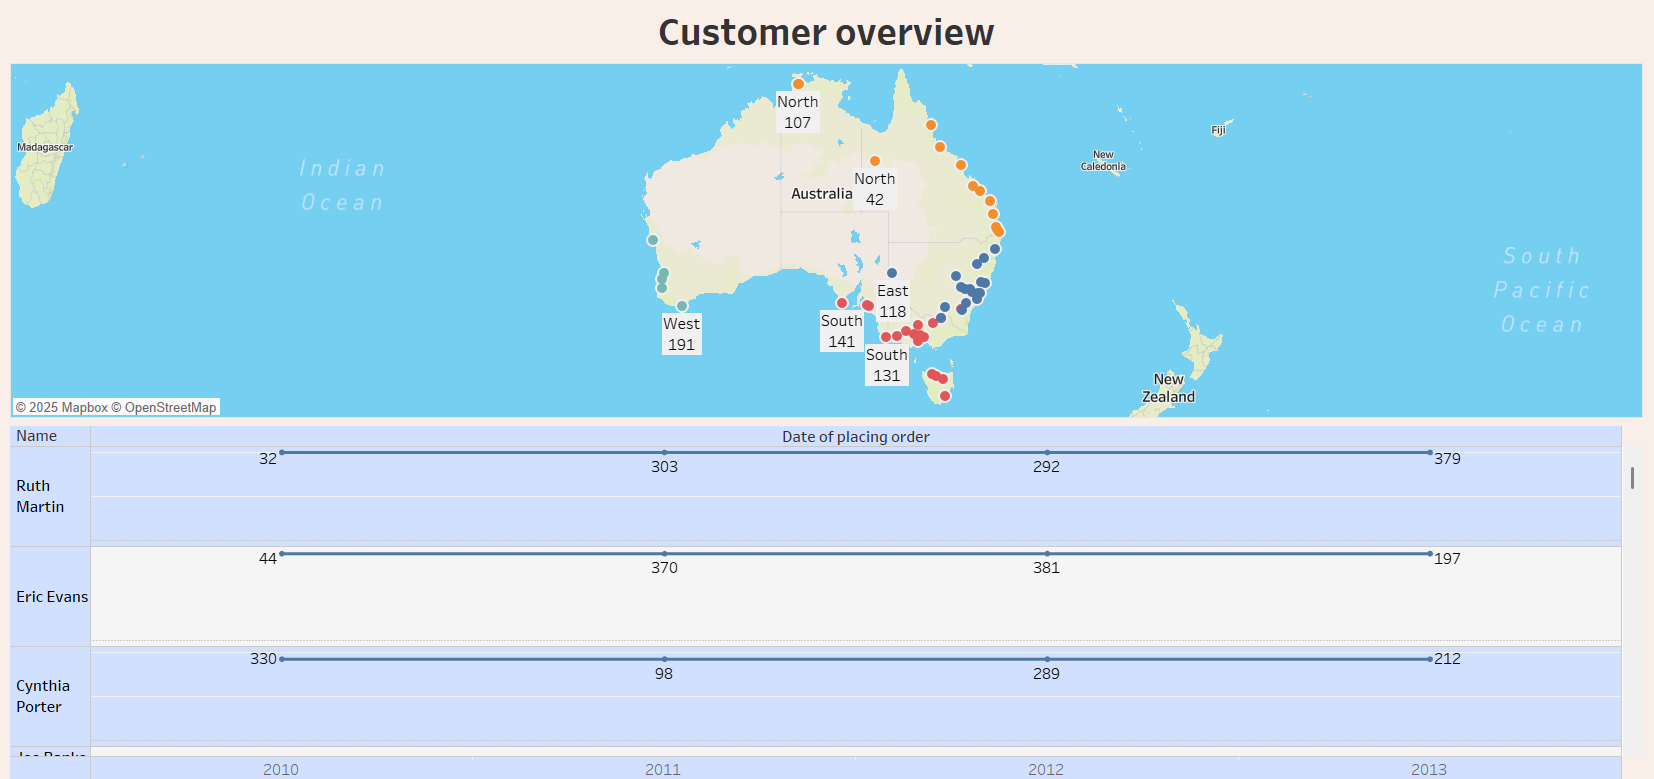 Customer overview
Madagascar
Indian
Ocean
North
107
North
42
Australia
East
118
South
141
South
131
West
191
Fiji
New
Caledonia
South
Pacific
Ocean
New
Zealand
© 2025 Mapbox © OpenStreetMap
Name
Date of placing order
Ruth
Martin
32
303
292
379
Eric Evans
44
370
381
197
Cynthia
Porter
330
98
289
212
2010
2011
2012
2013